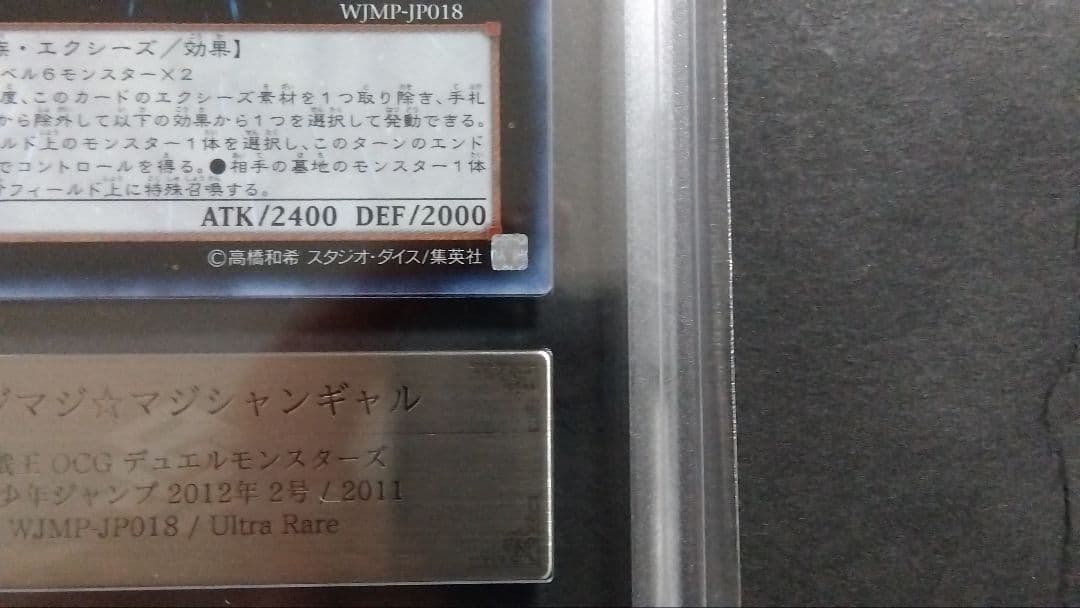 WJMP-JP018
族・エクシーズ／効果】
ベル6モンスター×2
度、このカードのエクシーズ素材を1つ取り除き、手札
から除外して以下の効果から1つを選択して発動できる。
ルド上のモンスター1体を選択し、このターンのエンド
でコントロールを得る。●相手の墓地のモンスター1体
フィールド上に特殊召喚する。
ATK/2400 DEF/2000
©高橋和希 スタジオ・ダイス/集英社
ジマジ☆マジシャンギャル
戯王 OCG デュエルモンスターズ
少年ジャンプ 2012年 2号 / 2011
WJMP-JP018 / Ultra Rare